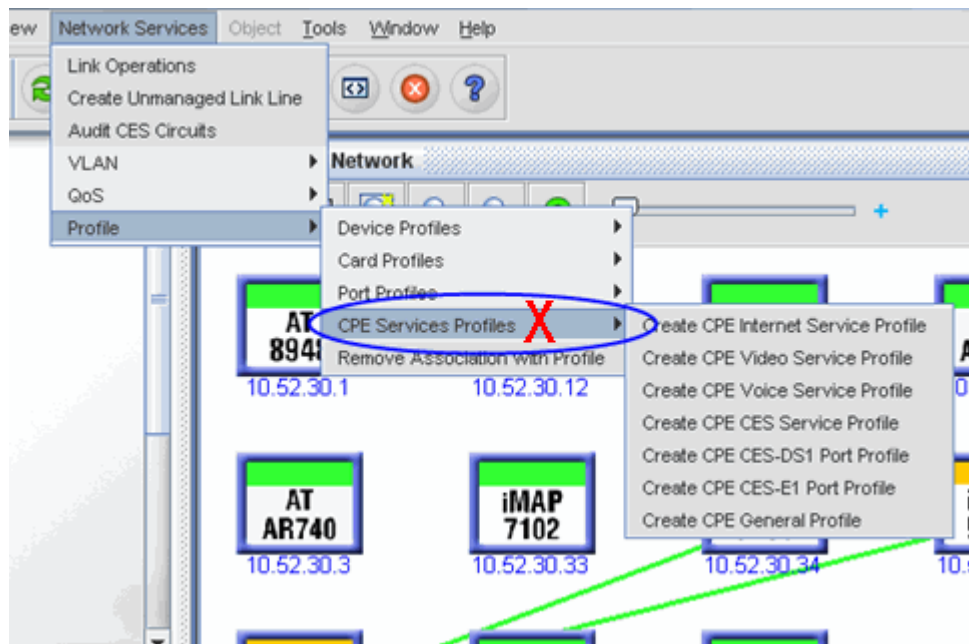 ew Network Services Object Tools Window Help
Link Operations
Create Unmanaged Link Line
Audit CES Circuits
VLAN
QoS
Profile
Network
Device Profiles
Card Profiles
Port Profiles
CPE Services Profiles X
Remove Association with Profile
Create CPE Internet Service Profile
Create CPE Video Service Profile
Create CPE Voice Service Profile
Create CPE CES Service Profile
Create CPE CES-DS1 Port Profile
Create CPE CES-E1 Port Profile
Create CPE General Profile
AT
8948
10.52.30.1
10.52.30.12
AT
AR740
10.52.30.3
iMAP
7102
10.52.30.33
10.52.30.34